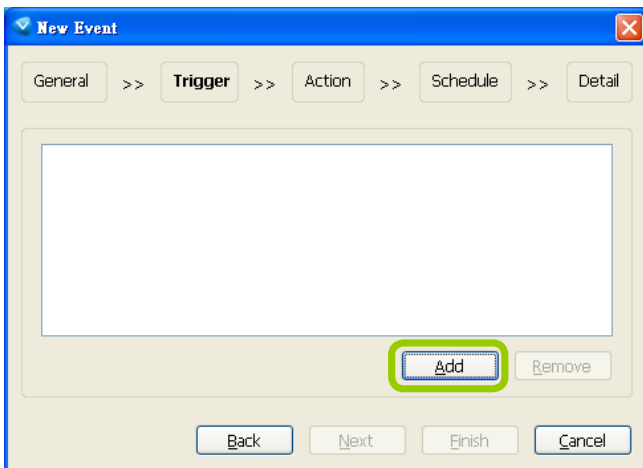 New Event
General >> Trigger >> Action >> Schedule >> Detail
Add Remove
Back Next Finish Cancel